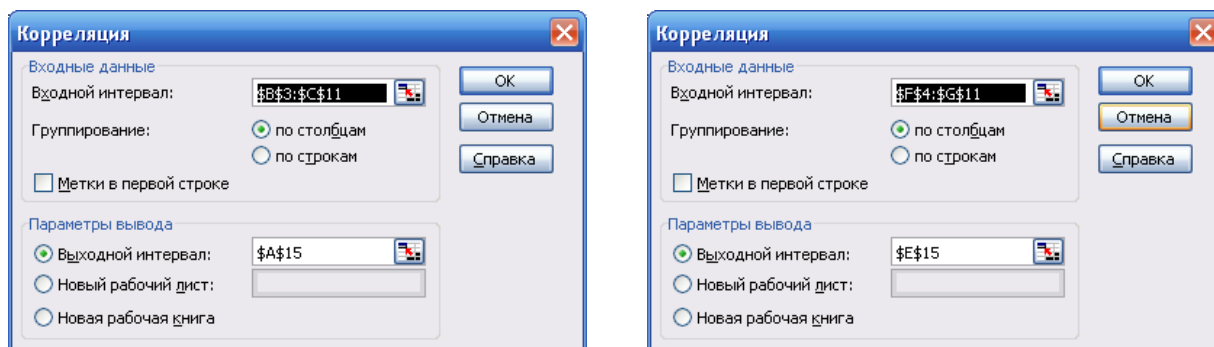 Корреляция
Входные данные
Входной интервал: $B$3:$C$11
Группирование: по столбцам
по строкам
Метки в первой строке
Параметры вывода
Выходной интервал: $A$15
Новый рабочий лист:
Новая рабочая книга
ОК
Отмена
Справка
Корреляция
Входные данные
Входной интервал: $F$4:$G$11
Группирование: по столбцам
по строкам
Метки в первой строке
Параметры вывода
Выходной интервал: $E$15
Новый рабочий лист:
Новая рабочая книга
ОК
Отмена
Справка